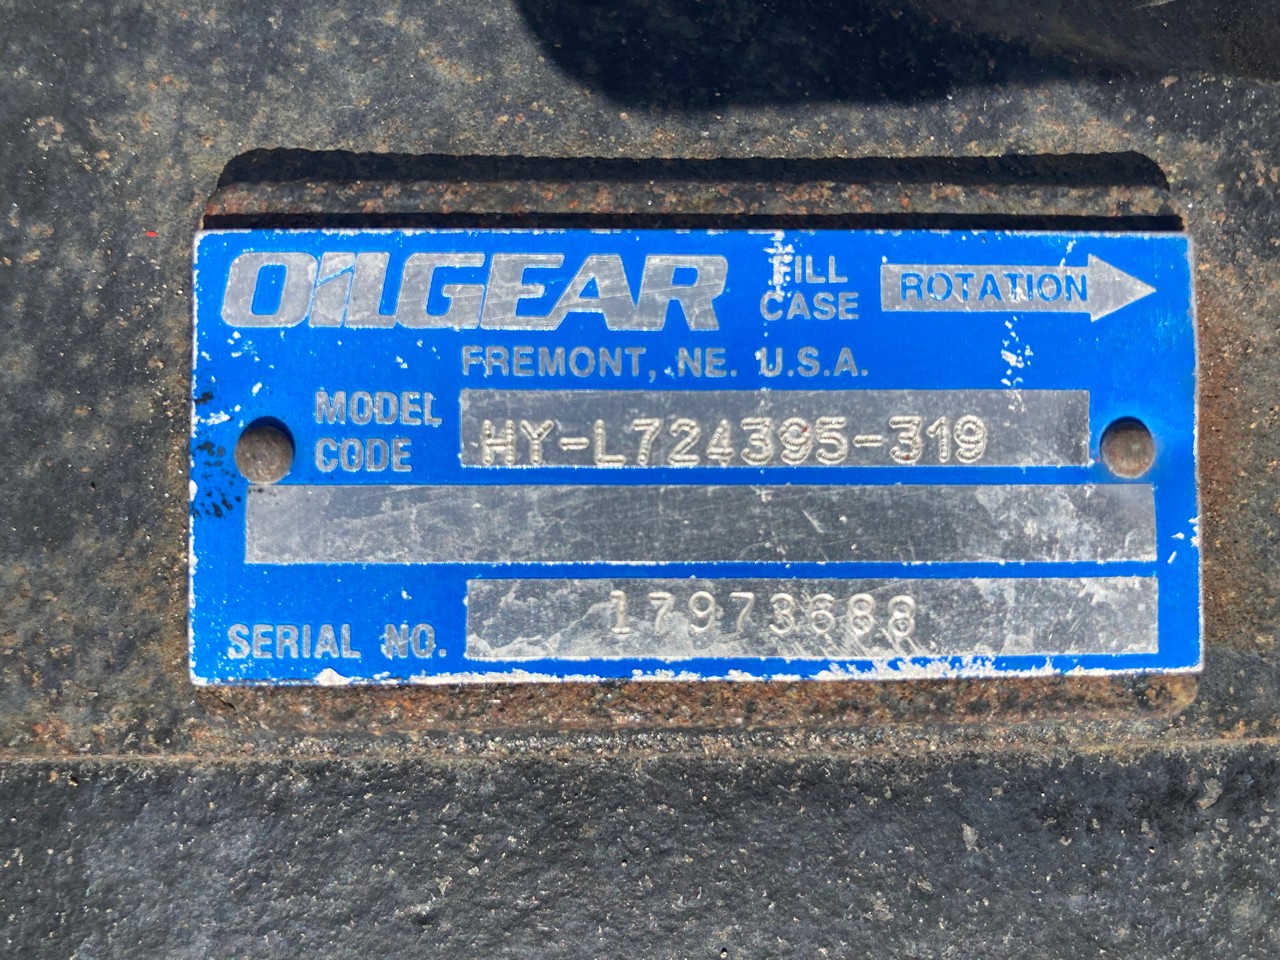 OILGEAR
FILL CASE
ROTATION
FREMONT, NE. U.S.A.
MODEL CODE HY-L724395-319
SERIAL NO. 17973688